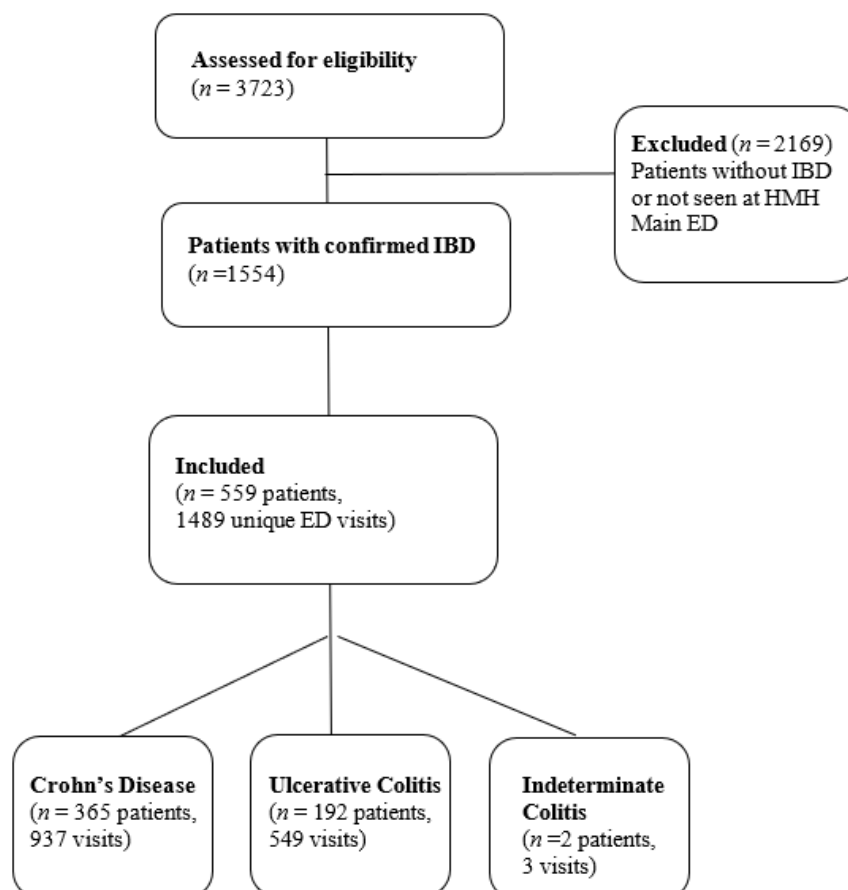 Assessed for eligibility
(n = 3723)
Excluded (n = 2169)
Patients without IBD
or not seen at HMH
Main ED
Patients with confirmed IBD
(n =1554)
Included
(n = 559 patients,
1489 unique ED visits)
Crohn’s Disease
(n = 365 patients,
937 visits)
Ulcerative Colitis
(n = 192 patients,
549 visits)
Indeterminate
Colitis
(n =2 patients,
3 visits)